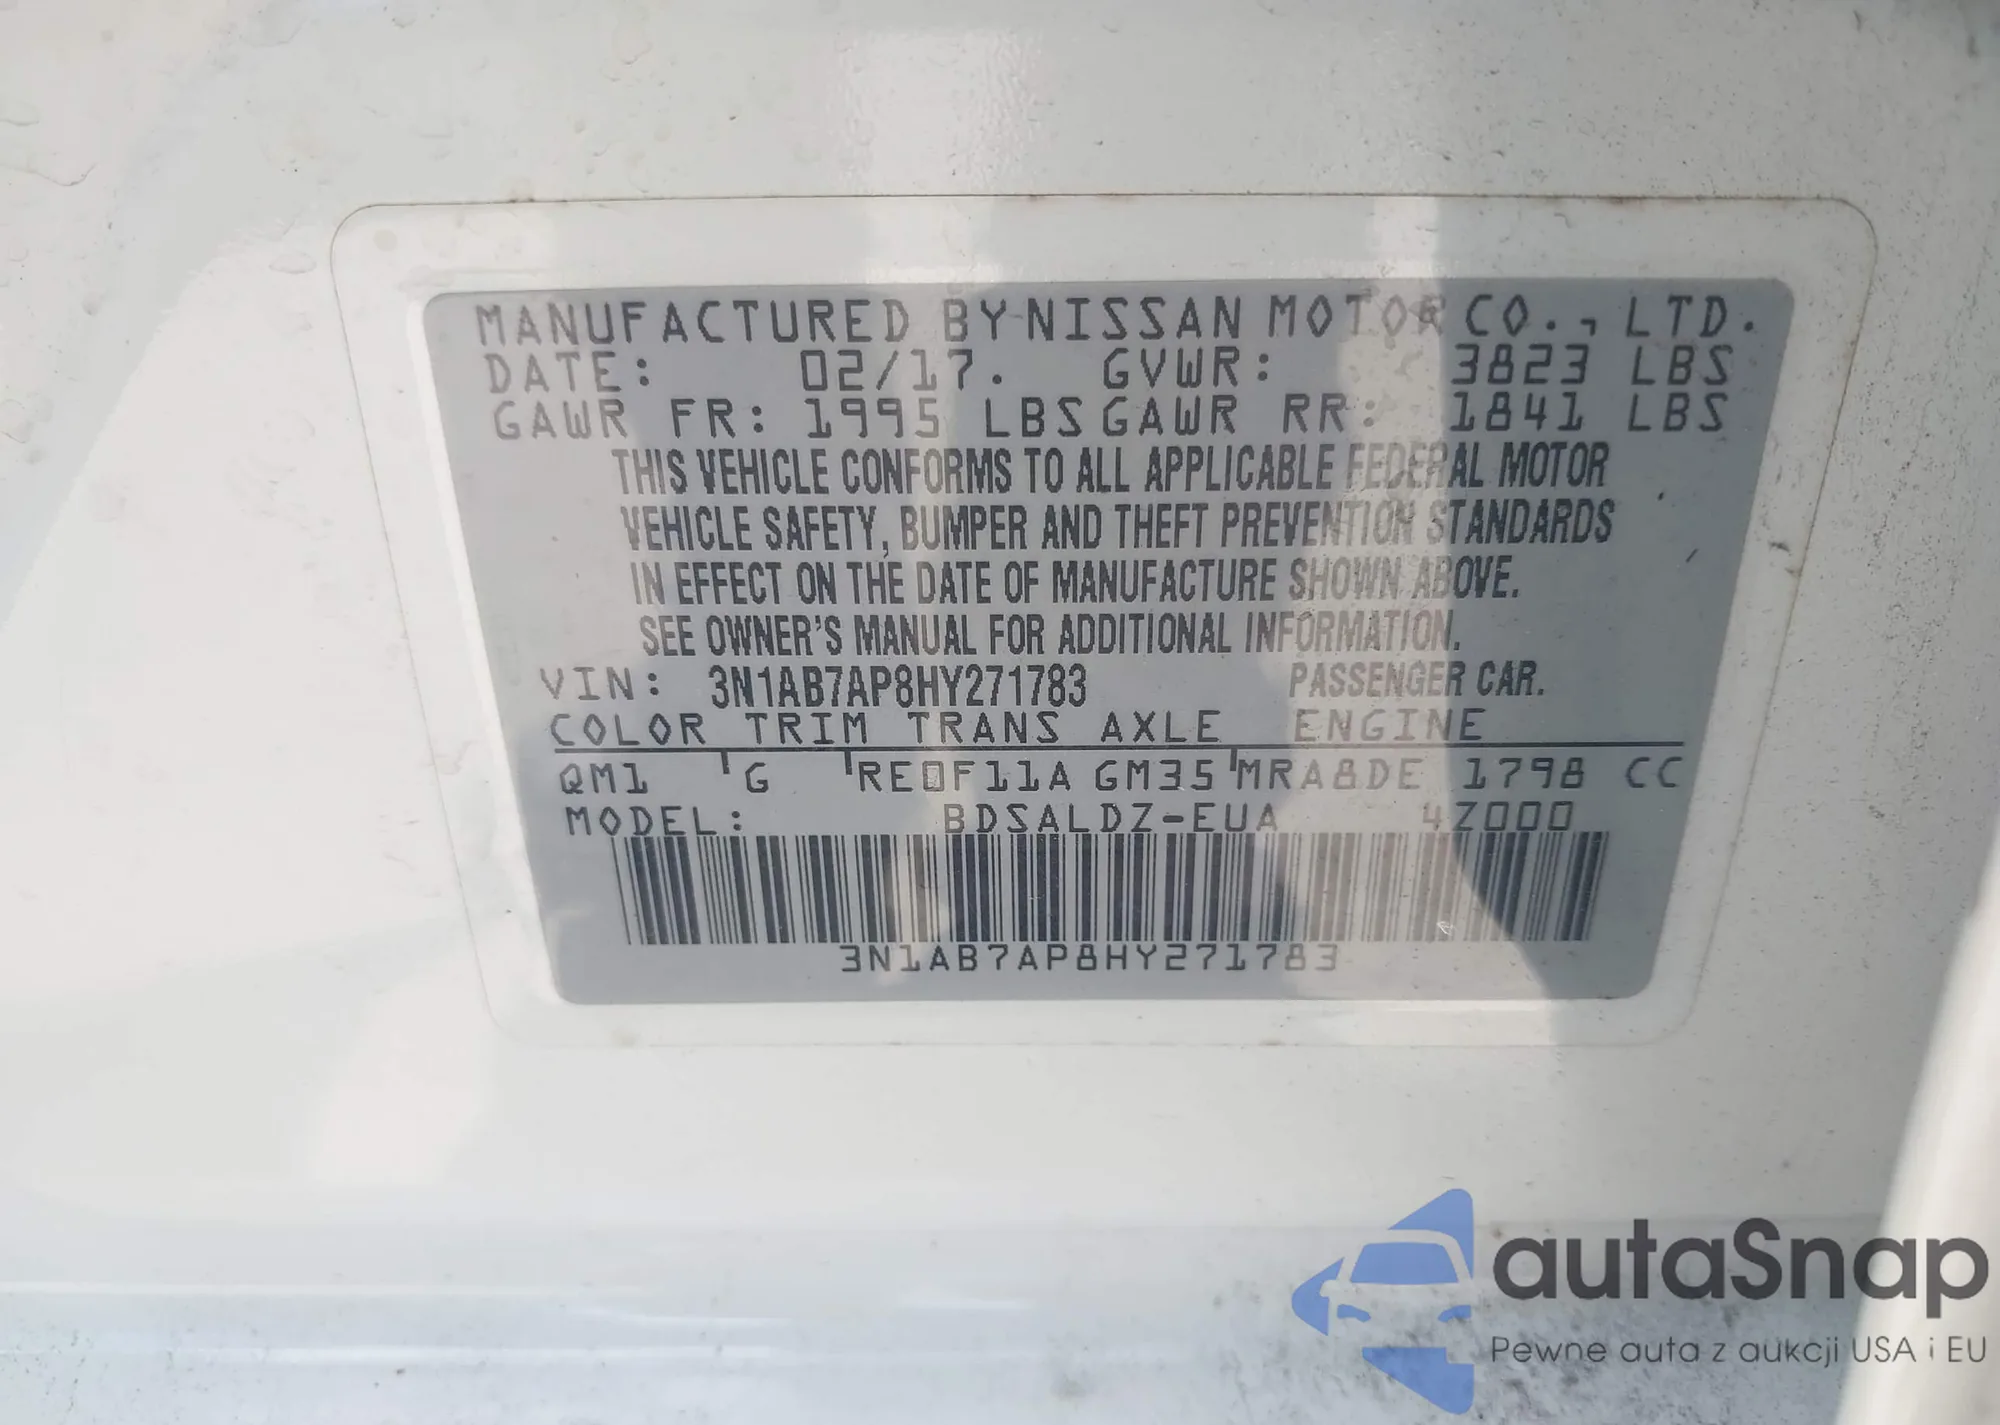 MANUFACTURED BY NISSAN MOTOR CO., LTD.
DATE: 02/17. GVWR: 3823 LBS
GAWR FR: 1995 LBS GAWR RR: 1841 LBS
THIS VEHICLE CONFORMS TO ALL APPLICABLE FEDERAL MOTOR
VEHICLE SAFETY, BUMPER AND THEFT PREVENTION STANDARDS
IN EFFECT ON THE DATE OF MANUFACTURE SHOWN ABOVE.
SEE OWNER'S MANUAL FOR ADDITIONAL INFORMATION.
VIN: 3N1AB7AP8HY271783 PASSENGER CAR.
COLOR TRIM TRANS AXLE ENGINE
QM1 G RE0F11A GM35 MRA8DE 1798 CC
MODEL: BDSALDZ-EUA 4Z000
3N1AB7AP8HY271783
autaSnap
Pewne auta z aukcji USA i EU